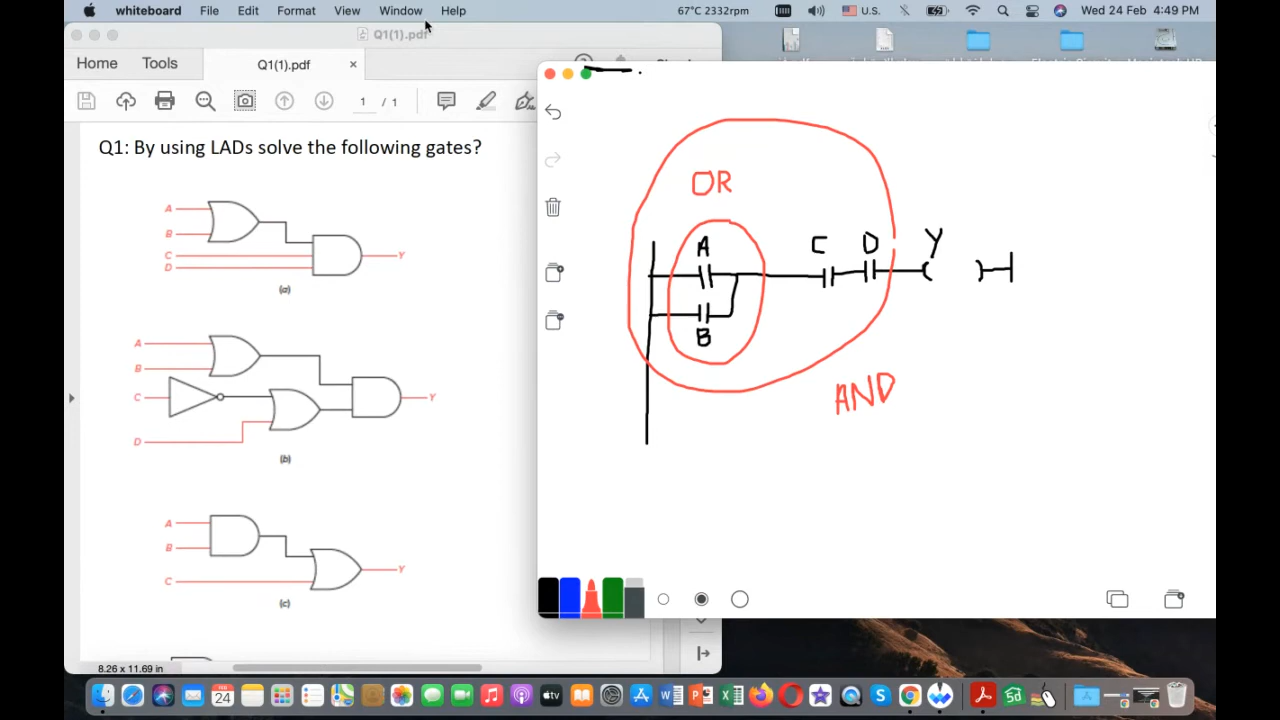 whiteboard File Edit Format View Window Help 67°C 2332rpm U.S. Wed 24 Feb 4:49 PM
Q1(1).pdf
Home Tools Q1(1).pdf ×
1 / 1
Q1: By using LADs solve the following gates?
A
B
C
D
Y
(a)
A
B
C
D
Y
(b)
A
B
C
Y
(c)
8.26 x 11.69 in
OR
A C D Y
B
AND
FEB
24